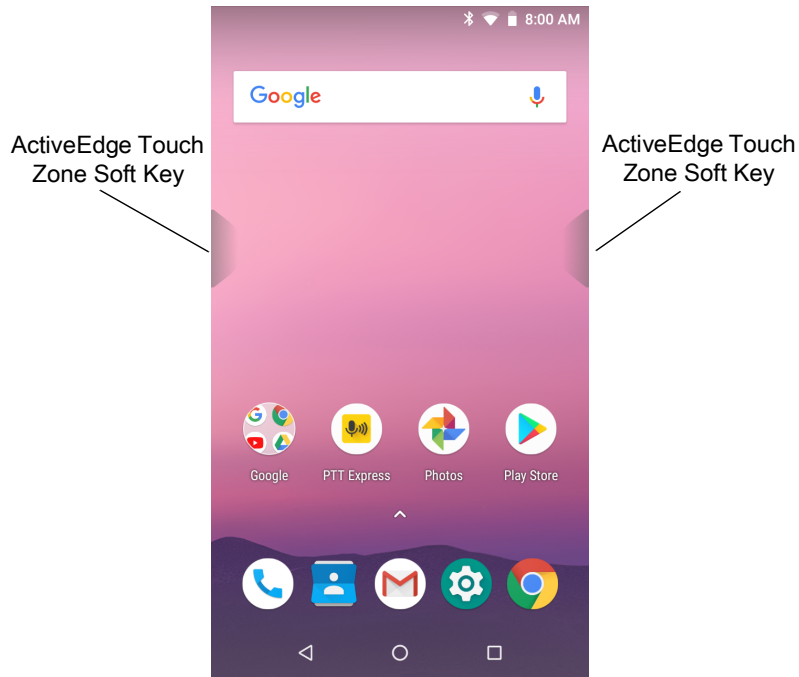 8:00 AM
Google
ActiveEdge Touch
Zone Soft Key
ActiveEdge Touch
Zone Soft Key
Google
PTT Express
Photos
Play Store